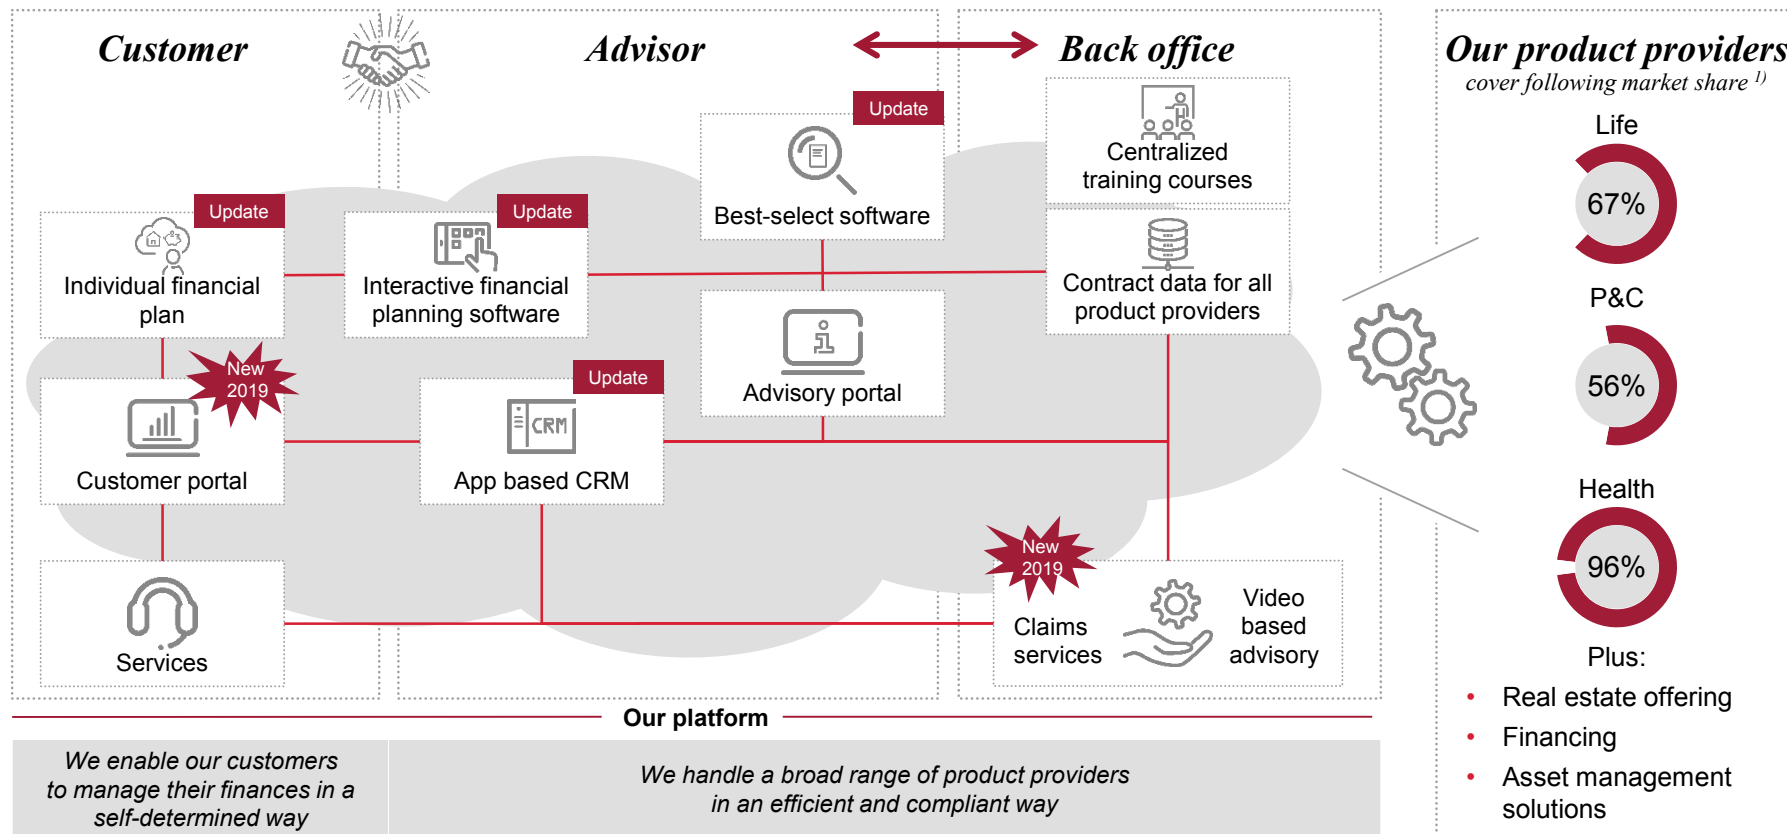 Customer
Advisor
Back office
Our product providers
cover following market share 1)
Update
Individual financial
plan
New
2019
Customer portal
Services
Update
Interactive financial
planning software
Update
Best-select software
Advisory portal
Update
CRM
App based CRM
Centralized
training courses
Contract data for all
product providers
New
2019
Claims
services
Video
based
advisory
Life
67%
P&C
56%
Health
96%
Plus:
• Real estate offering
• Financing
• Asset management
solutions
Our platform
We enable our customers
to manage their finances in a
self-determined way
We handle a broad range of product providers
in an efficient and compliant way